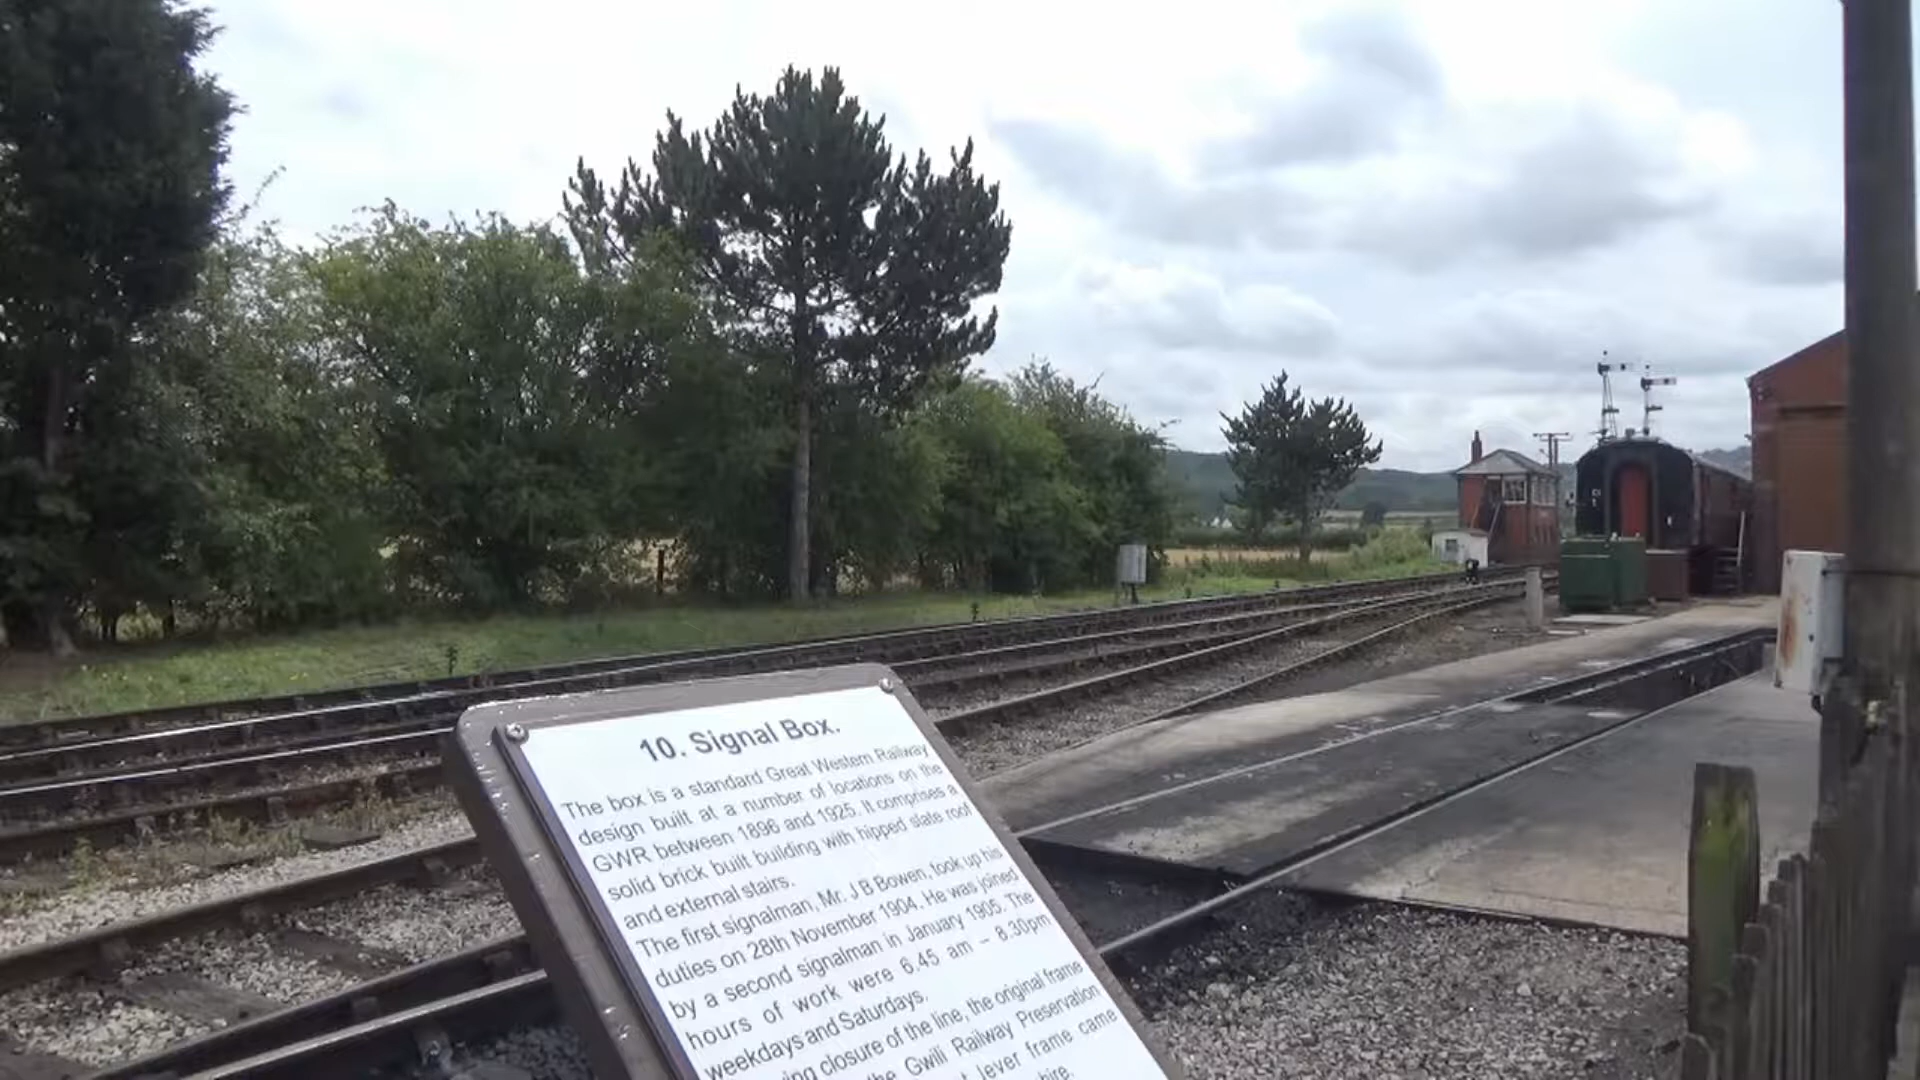 10. Signal Box.
The box is a standard Great Western Railway
design built at a number of locations on the
GWR between 1896 and 1925. It comprises a
solid brick built building with hipped slate roof
and external stairs.
The first signalman, Mr. J B Bowen, took up his
duties on 28th November 1904. He was joined
by a second signalman in January 1905. The
hours of work were 6.45 am – 8.30pm
weekdays and Saturdays.
closure of the line, the original frame
the Gwili Railway Preservation
lever frame came